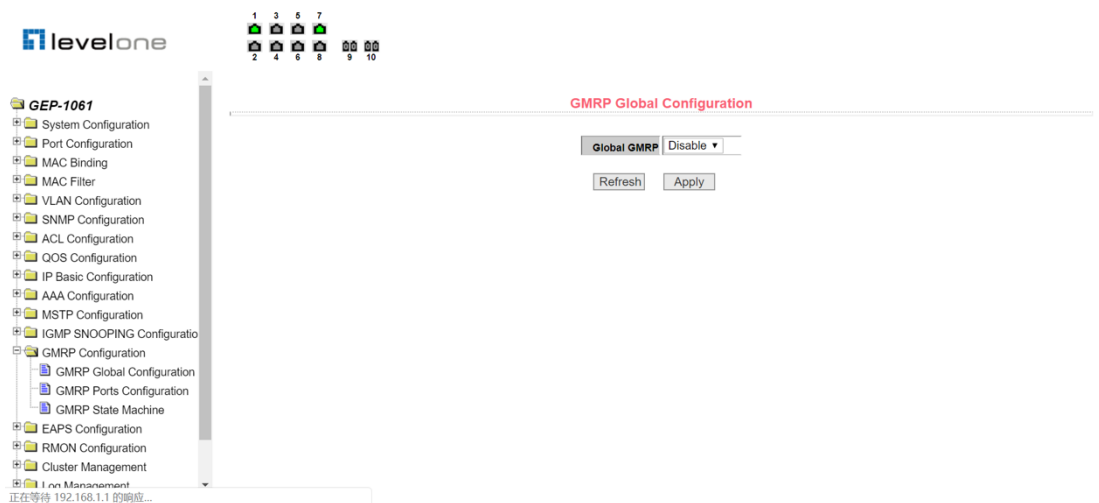 levelone
1 3 5 7
2 4 6 8 9 10
GEP-1061
System Configuration
Port Configuration
MAC Binding
MAC Filter
VLAN Configuration
SNMP Configuration
ACL Configuration
QOS Configuration
IP Basic Configuration
AAA Configuration
MSTP Configuration
IGMP SNOOPING Configuratio
GMRP Configuration
GMRP Global Configuration
GMRP Ports Configuration
GMRP State Machine
EAPS Configuration
RMON Configuration
Cluster Management
Log Management
正在等待 192.168.1.1 的响应...
GMRP Global Configuration
Global GMRP Disable
Refresh Apply